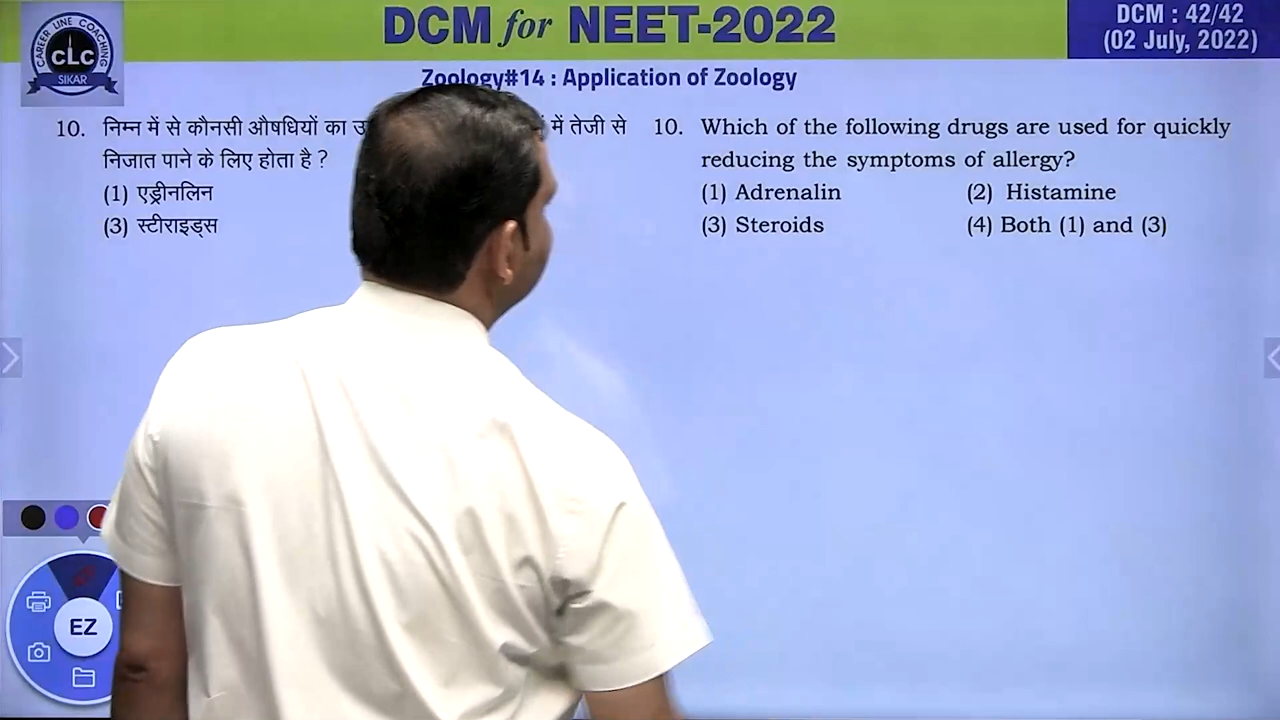 CAREER LINE COACHING
CLC
SIKAR
DCM for NEET-2022
DCM : 42/42
(02 July, 2022)
Zoology#14 : Application of Zoology
10. निम्न में से कौनसी औषधियों का में तेजी से
निजात पाने के लिए होता है ?
(1) एड्रीनलिन
(3) स्टीराइड्स
10. Which of the following drugs are used for quickly
reducing the symptoms of allergy?
(1) Adrenalin (2) Histamine
(3) Steroids (4) Both (1) and (3)
EZ